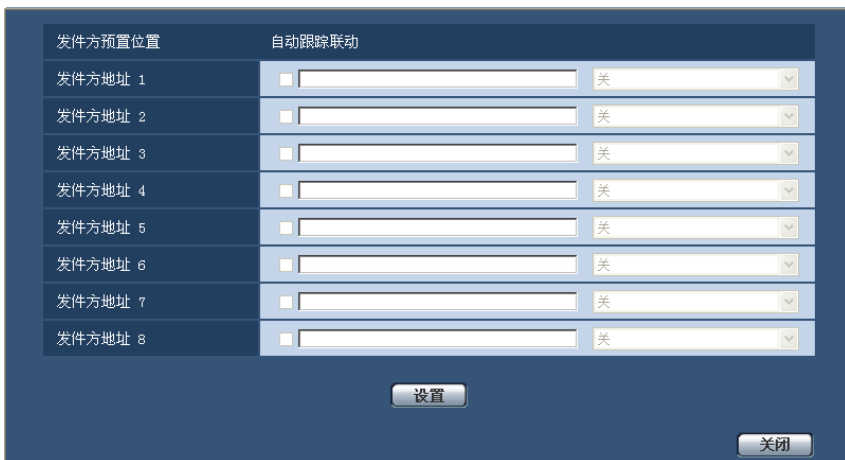 发件方预置位置 自动跟踪联动
发件方地址 1 关
发件方地址 2 关
发件方地址 3 关
发件方地址 4 关
发件方地址 5 关
发件方地址 6 关
发件方地址 7 关
发件方地址 8 关
设置
关闭